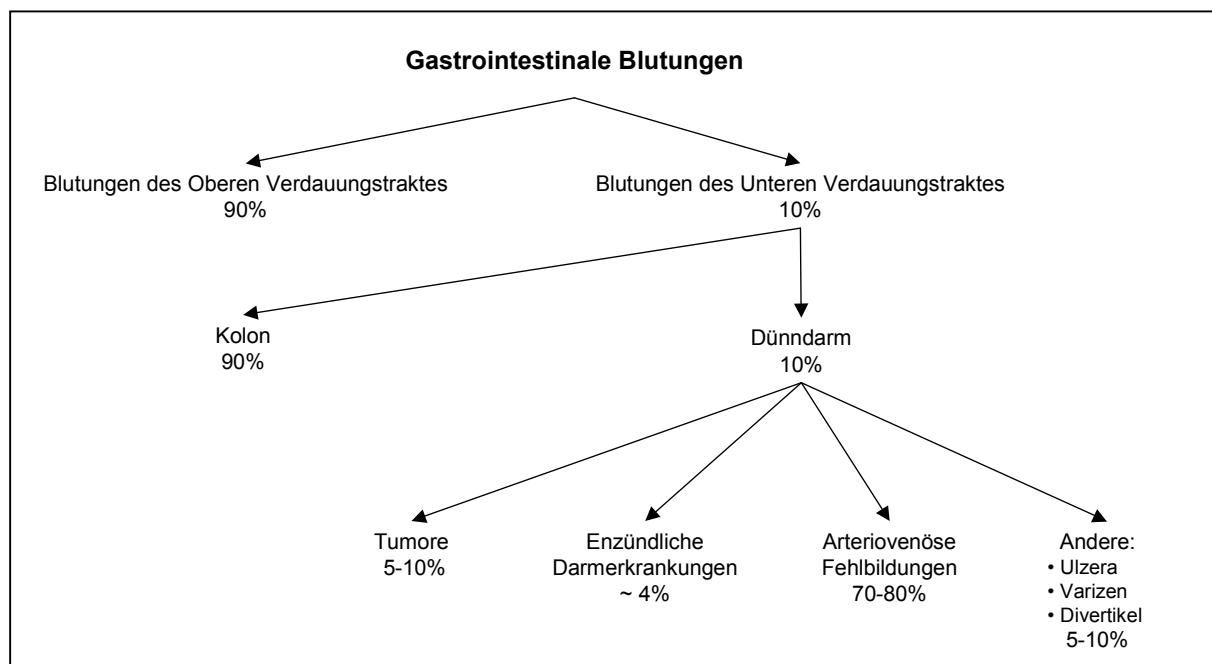 Gastrointestinale Blutungen
Blutungen des Oberen Verdauungstraktes
90%
Blutungen des Unteren Verdauungstraktes
10%
Kolon
90%
Dünndarm
10%
Tumore
5-10%
Enzündliche
Darmerkrankungen
~ 4%
Arteriovenöse
Fehlbildungen
70-80%
Andere:
• Ulzera
• Varizen
• Divertikel
5-10%